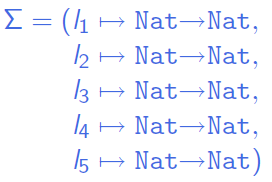 Σ = (l₁ ↦ Nat→Nat,
l₂ ↦ Nat→Nat,
l₃ ↦ Nat→Nat,
l₄ ↦ Nat→Nat,
l₅ ↦ Nat→Nat)